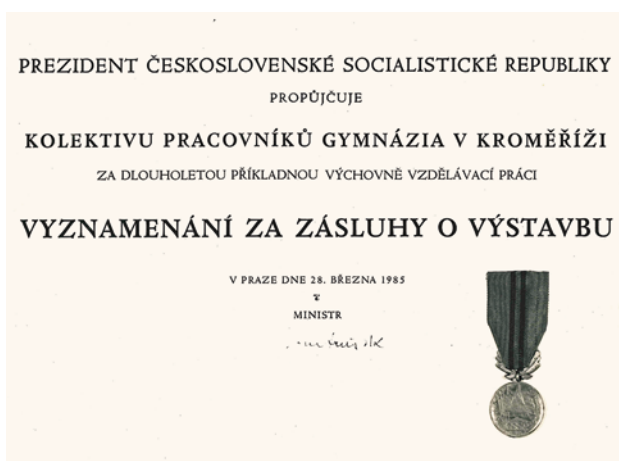 PREZIDENT ČESKOSLOVENSKÉ SOCIALISTICKÉ REPUBLIKY
PROPŮJČUJE
KOLEKTIVU PRACOVNÍKŮ GYMNÁZIA V KROMĚŘÍŽI
ZA DLOUHOLETOU PŘÍKLADNOU VÝCHOVNĚ VZDĚLÁVACÍ PRÁCI
VYZNAMENÁNÍ ZA ZÁSLUHY O VÝSTAVBU
V PRAZE DNE 28. BŘEZNA 1985
MINISTR